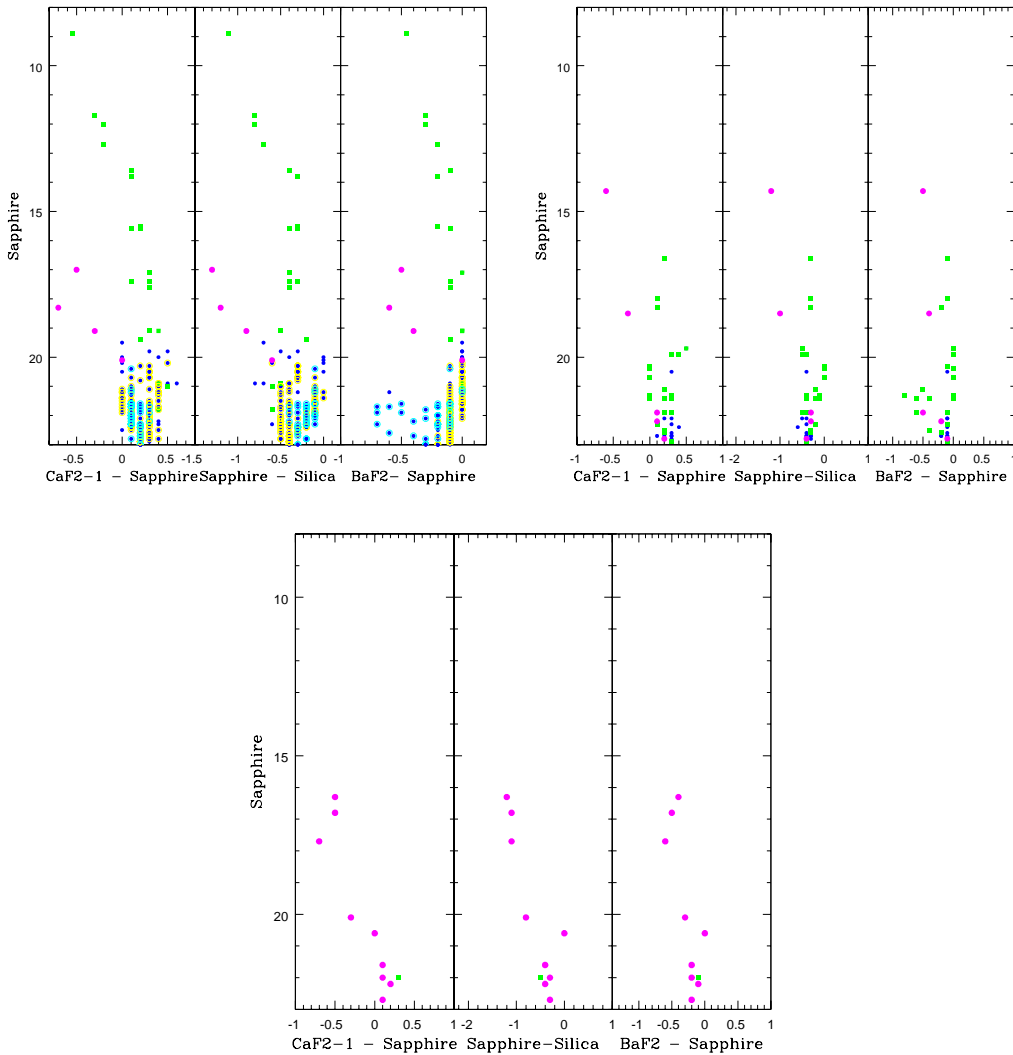 10
15
20
Sapphire
-0.5 0 0.5 -1.5 -1 -0.5 0 -1 -0.5 0
CaF2-1 - Sapphire Sapphire - Silica BaF2- Sapphire
10
15
20
Sapphire
-1 -0.5 0 0.5 1 -2 -1 0 1 -1 -0.5 0 0.5 1
CaF2-1 - Sapphire Sapphire-Silica BaF2 - Sapphire
10
15
20
Sapphire
-1 -0.5 0 0.5 1 -2 -1 0 1 -1 -0.5 0 0.5 1
CaF2-1 - Sapphire Sapphire-Silica BaF2 - Sapphire